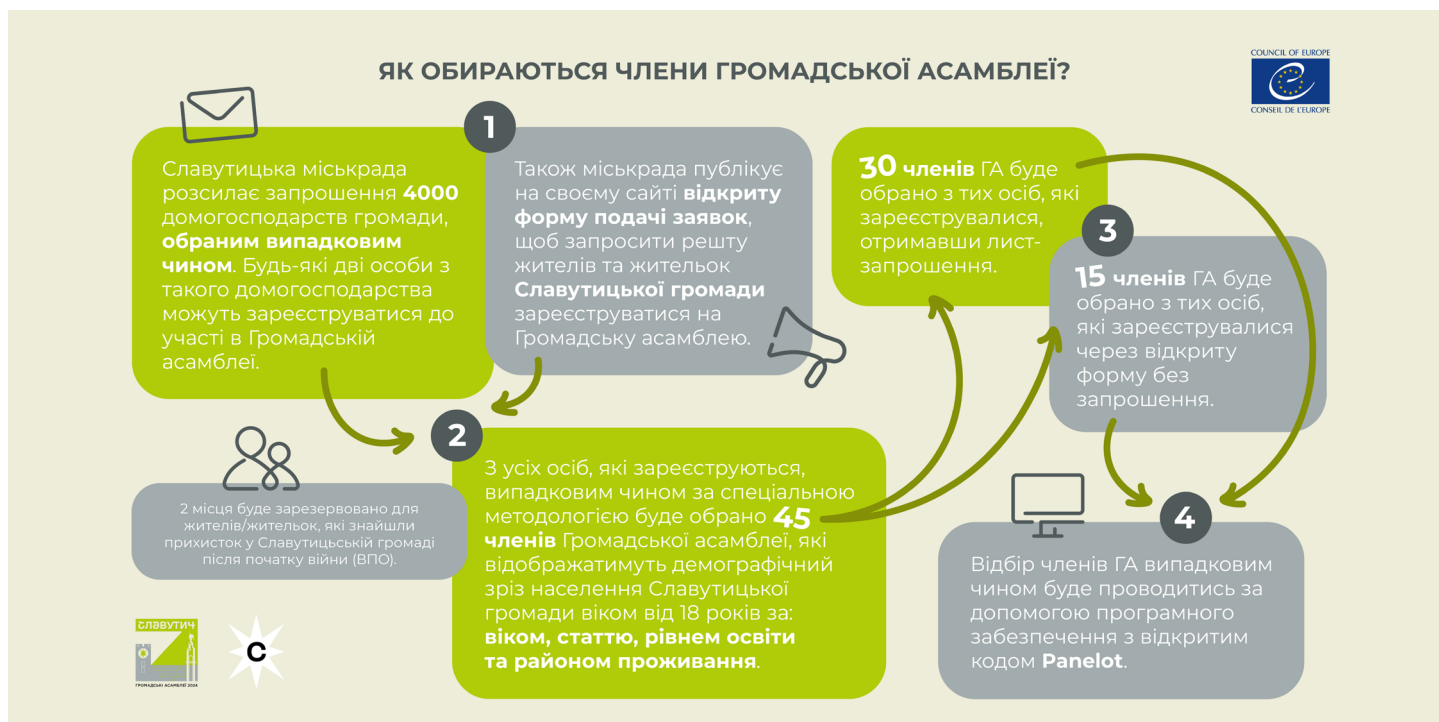 ЯК ОБИРАЮТЬСЯ ЧЛЕНИ ГРОМАДСЬКОЇ АСАМБЛЕЇ?
COUNCIL OF EUROPE
CONSEIL DE L'EUROPE
1
Славутицька міськрада
розсилає запрошення 4000
домогосподарств громади,
обраним випадковим
чином. Будь-які дві особи з
такого домогосподарства
можуть зареєструватися до
участі в Громадській
асамблеї.
Також міськрада публікує
на своєму сайті відкриту
форму подачі заявок,
щоб запросити решту
жителів та жительок
Славутицької громади
зареєструватися на
Громадську асамблею.
2
З усіх осіб, які зареєструються,
випадковим чином за спеціальною
методологією буде обрано 45
членів Громадської асамблеї, які
відображатимуть демографічний
зріз населення Славутицької
громади віком від 18 років за:
віком, статтю, рівнем освіти
та районом проживання.
2 місця буде зарезервовано для
жителів/жительок, які знайшли
прихисток у Славутицьській громаді
після початку війни (ВПО).
30 членів ГА буде
обрано з тих осіб, які
зареєструвалися,
отримавши лист-
запрошення.
3
15 членів ГА буде
обрано з тих осіб,
які зареєструвалися
через відкриту
форму без
запрошення.
4
Відбір членів ГА випадковим
чином буде проводитись за
допомогою програмного
забезпечення з відкритим
кодом Panelot.
СЛАВУТИЧ
ГРОМАДСЬКІ АСАМБЛЕЇ 2024
С